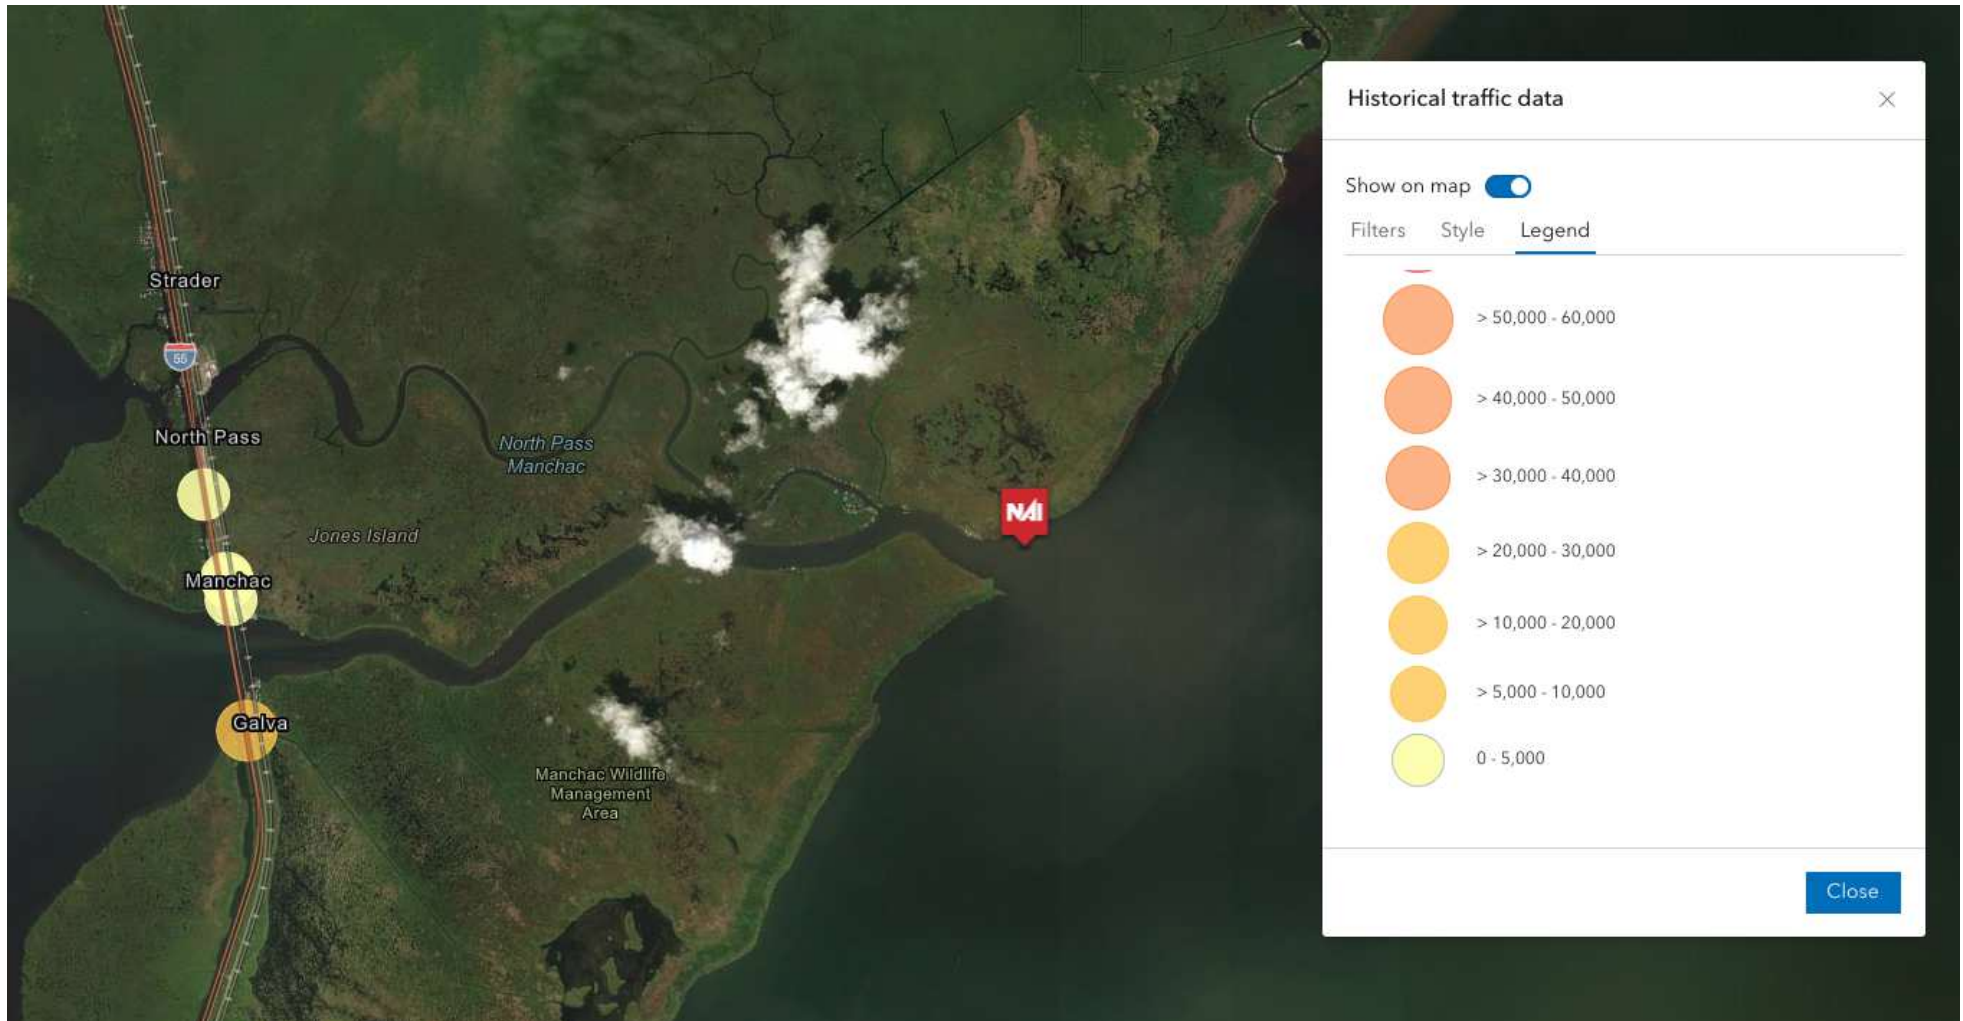 Strader
55
North Pass
North Pass
Manchac
Jones Island
NAI
Manchac
Galva
Manchac Wildlife
Management
Area
Historical traffic data
Show on map
Filters Style Legend
> 50,000 - 60,000
> 40,000 - 50,000
> 30,000 - 40,000
> 20,000 - 30,000
> 10,000 - 20,000
> 5,000 - 10,000
0 - 5,000
Close